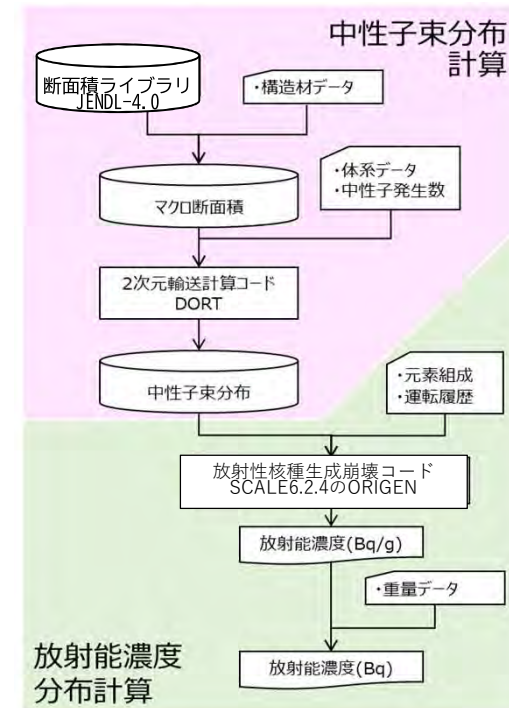 中性子束分布
計算
断面積ライブラリ
JENDL-4.0
・構造材データ
・体系データ
・中性子発生数
マクロ断面積
2次元輸送計算コード
DORT
中性子束分布
・元素組成
・運転履歴
放射性核種生成崩壊コード
SCALE6.2.4のORIGEN
放射能濃度(Bq/g)
・重量データ
放射能濃度(Bq)
放射能濃度
分布計算